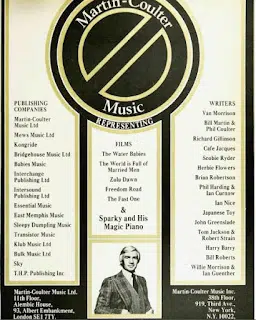 Martin-Coulter
Music
REPRESENTING
PUBLISHING
COMPANIES
Martin-Coulter
Music Ltd
Mews Music Ltd
Kongride
Bridgehouse Music Ltd
Babies Music
Interchange
Publishing Ltd
Intersound
Publishing Ltd
Essential Music
East Memphis Music
Sleepy Dumpling Music
Translator Music
Klub Music Ltd
Bulk Music Ltd
Sky
T.H.P. Publishing Inc
FILMS
The Water Babies
The World is Full of
Married Men
Zulu Dawn
Freedom Road
The Fast One
&
Sparky and His
Magic Piano
WRITERS
Van Morrison
Bill Martin &
Phil Coulter
Richard Gillinson
Cafe Jacques
Scobie Ryder
Herbie Flowers
Brian Robertson
Phil Harding &
Ian Curnow
Ian Nice
Japanese Toy
John Greenslade
Tom Jackson &
Robert Strain
Harry Barry
Bill Roberts
Willie Morrison &
Ian Guenther
Martin-Coulter Music Ltd.
11th Floor,
Alembic House,
93, Albert Embankment,
London SE1 7TY.
Martin-Coulter Music Inc.
38th Floor,
919, Third Ave.,
New York,
N.Y. 10022.